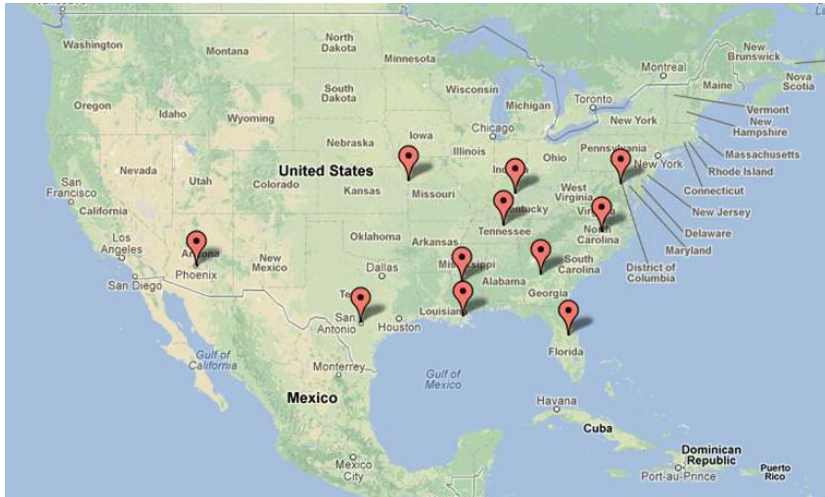 Washington
Montana
North
Dakota
Minnesota
Montreal
New
Brunswick
Maine
Nova
Scotia
Oregon
Idaho
Wyoming
South
Dakota
Wisconsin
Michigan
Toronto
New York
Vermont
New
Hampshire
Nebraska
Iowa
Chicago
Illinois
Ohio
Pennsylvania
New York
Massachusetts
Rhode Island
Connecticut
Nevada
Utah
Colorado
United States
Kansas
Missouri
West
Virginia
New Jersey
Delaware
Maryland
San
Francisco
California
Kentucky
Tennessee
North
Carolina
District of
Columbia
Los
Angeles
San Diego
Arizona
Phoenix
New
Mexico
Oklahoma
Arkansas
Dallas
Mississippi
Alabama
South
Carolina
Georgia
San
Antonio
Houston
Louisiana
Florida
Gulf of
California
Monterrey
Gulf of
Mexico
Mexico
Havana
Cuba
Mexico
City
Dominican
Republic
Port-au-Prince
Puerto
Rico